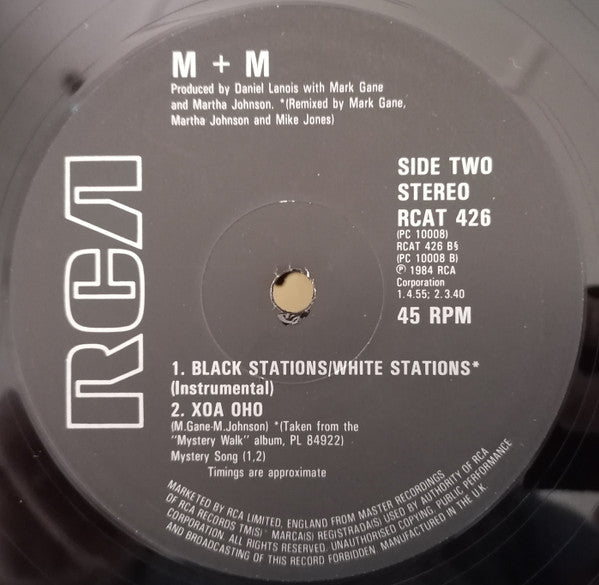 RCA
M + M
Produced by Daniel Lanois with Mark Gane
and Martha Johnson. *(Remixed by Mark Gane,
Martha Johnson and Mike Jones)
SIDE TWO
STEREO
RCAT 426
(PC 10008)
RCAT 426 B§
(PC 10008 B)
℗ 1984 RCA
Corporation
1.4.55; 2.3.40
45 RPM
1. BLACK STATIONS/WHITE STATIONS*
(Instrumental)
2. XOA OHO
(M.Gane-M.Johnson) *(Taken from the
"Mystery Walk" album, PL 84922)
Mystery Song (1,2)
Timings are approximate
MARKETED BY RCA LIMITED, ENGLAND FROM MASTER RECORDINGS
OF RCA RECORDS TM(S)® MARCA(S) REGISTRADA(S) USED BY AUTHORITY OF RCA
CORPORATION. ALL RIGHTS RESERVED. UNAUTHORISED COPYING, PUBLIC PERFORMANCE
AND BROADCASTING OF THIS RECORD FORBIDDEN. MANUFACTURED IN THE U.K.